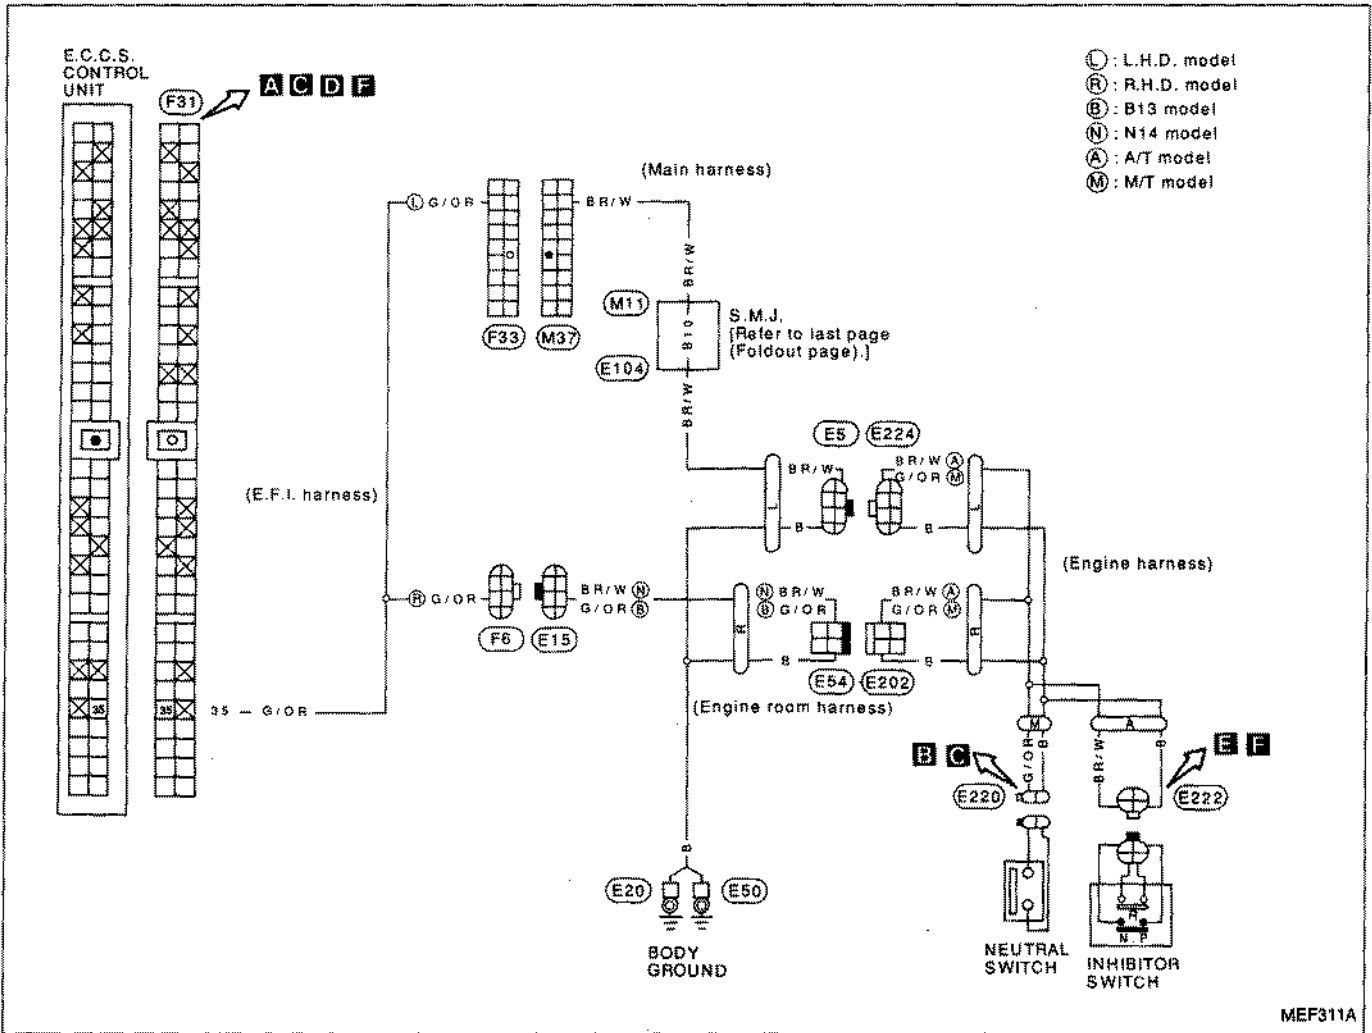 E.C.C.S.
CONTROL
UNIT
F31
A C D F
L : L.H.D. model
R : R.H.D. model
B : B13 model
N : N14 model
A : A/T model
M : M/T model
(Main harness)
L G/OR
BR/W
BR/W
F33
M37
M11
B10
E104
S.M.J.
[Refer to last page
(Foldout page).]
BR/W
E5
E224
L
BR/W
BR/W A
G/OR M
L
B
B
(E.F.I. harness)
(Engine harness)
R G/OR
F6
E15
BR/W N
G/OR B
R
N BR/W
B G/OR
BR/W A
G/OR M
R
B
B
E54
E202
(Engine room harness)
35
35
35 — G/OR
M
A
G/OR
B
BR/W
B
B C
E F
E220
E222
B
E20
E50
BODY
GROUND
R
N.P
NEUTRAL
SWITCH
INHIBITOR
SWITCH
MEF311A